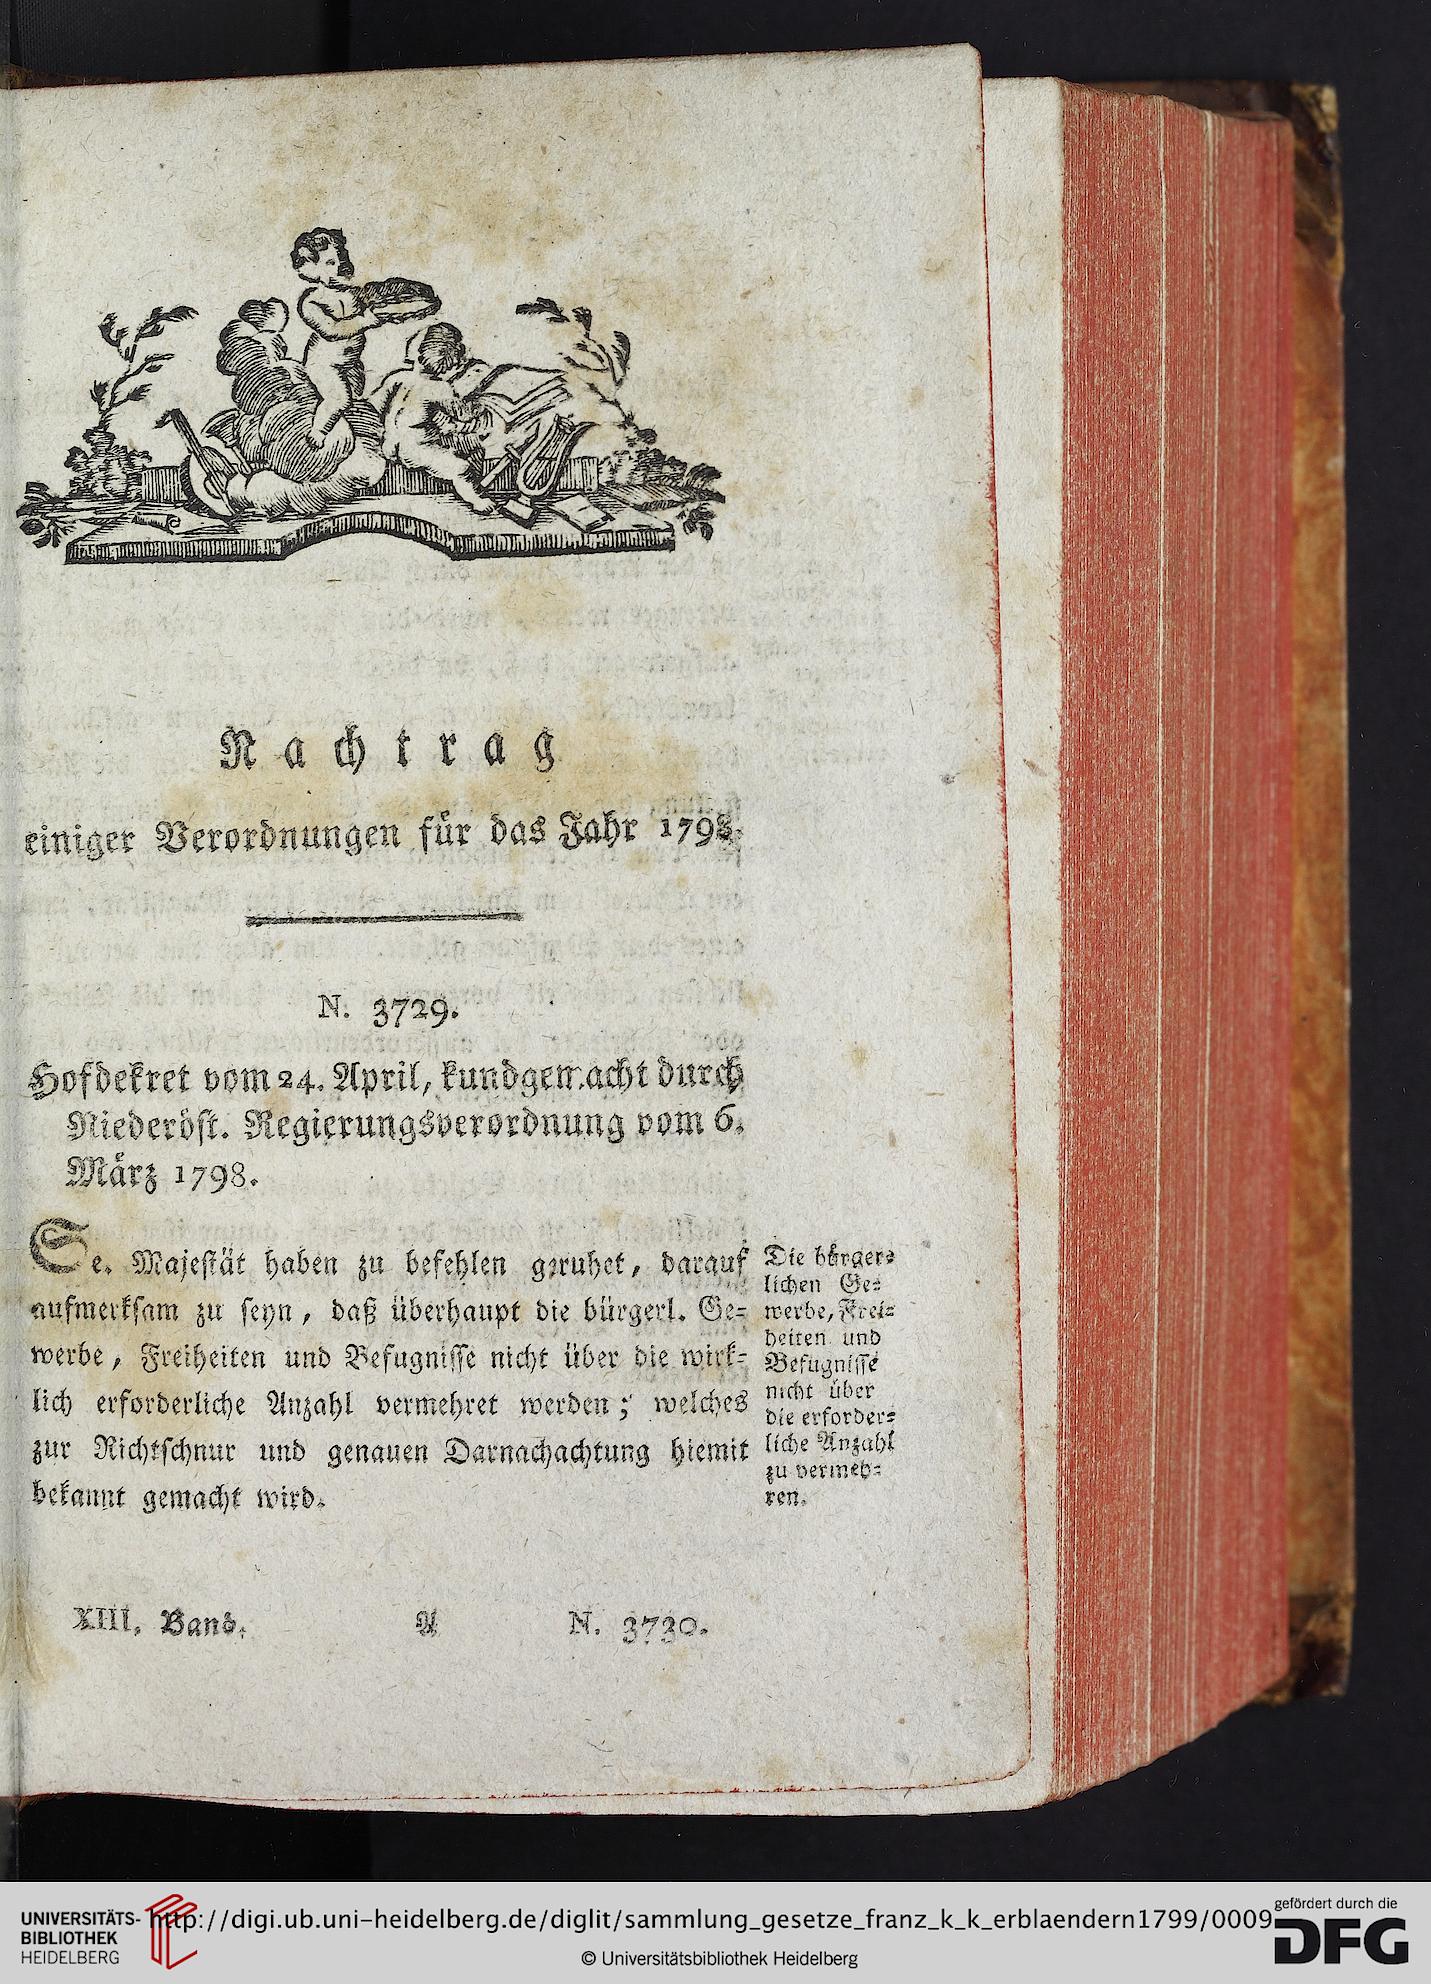 Nachtrag
einiger Verordnungen für das Jahr 1798.
N. 3729.
Hofdekret vom 24. April, kundgemacht durch
Niederöst. Regierungsverordnung vom 6.
März 1798.
Se. Majestät haben zu befehlen geruhet, darauf
aufmerksam zu seyn, daß überhaupt die bürgerl. Ge-
werbe, Freiheiten und Befugnisse nicht über die wirk-
lich erforderliche Anzahl vermehret werden; welches
zur Richtschnur und genauen Darnachachtung hiemit
bekannt gemacht wird.
Die bürger-
lichen Ge-
werbe, Frei-
heiten und
Befugnisse
nicht über
die erforder-
liche Anzahl
zu vermeh-
ren.
XIII. Band. A N. 3730.
UNIVERSITÄTS-
BIBLIOTHEK
HEIDELBERG
http://digi.ub.uni-heidelberg.de/diglit/sammlung_gesetze_franz_k_k_erblaendern1799/0009
© Universitätsbibliothek Heidelberg
gefördert durch die
DFG